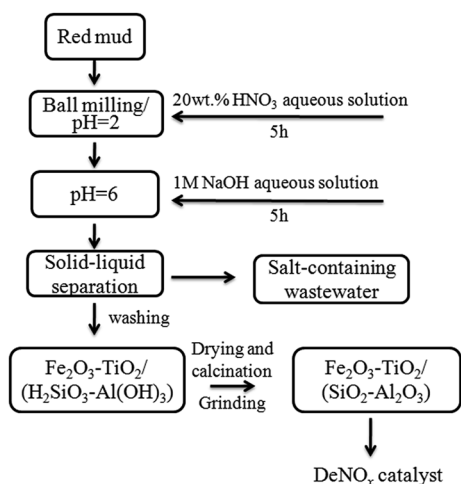 Red mud
Ball milling/
pH=2
20wt.% HNO₃ aqueous solution
5h
pH=6
1M NaOH aqueous solution
5h
Solid-liquid
separation
Salt-containing
wastewater
washing
Fe₂O₃-TiO₂/
(H₂SiO₃-Al(OH)₃)
Drying and
calcination
Grinding
Fe₂O₃-TiO₂/
(SiO₂-Al₂O₃)
DeNOₓ catalyst